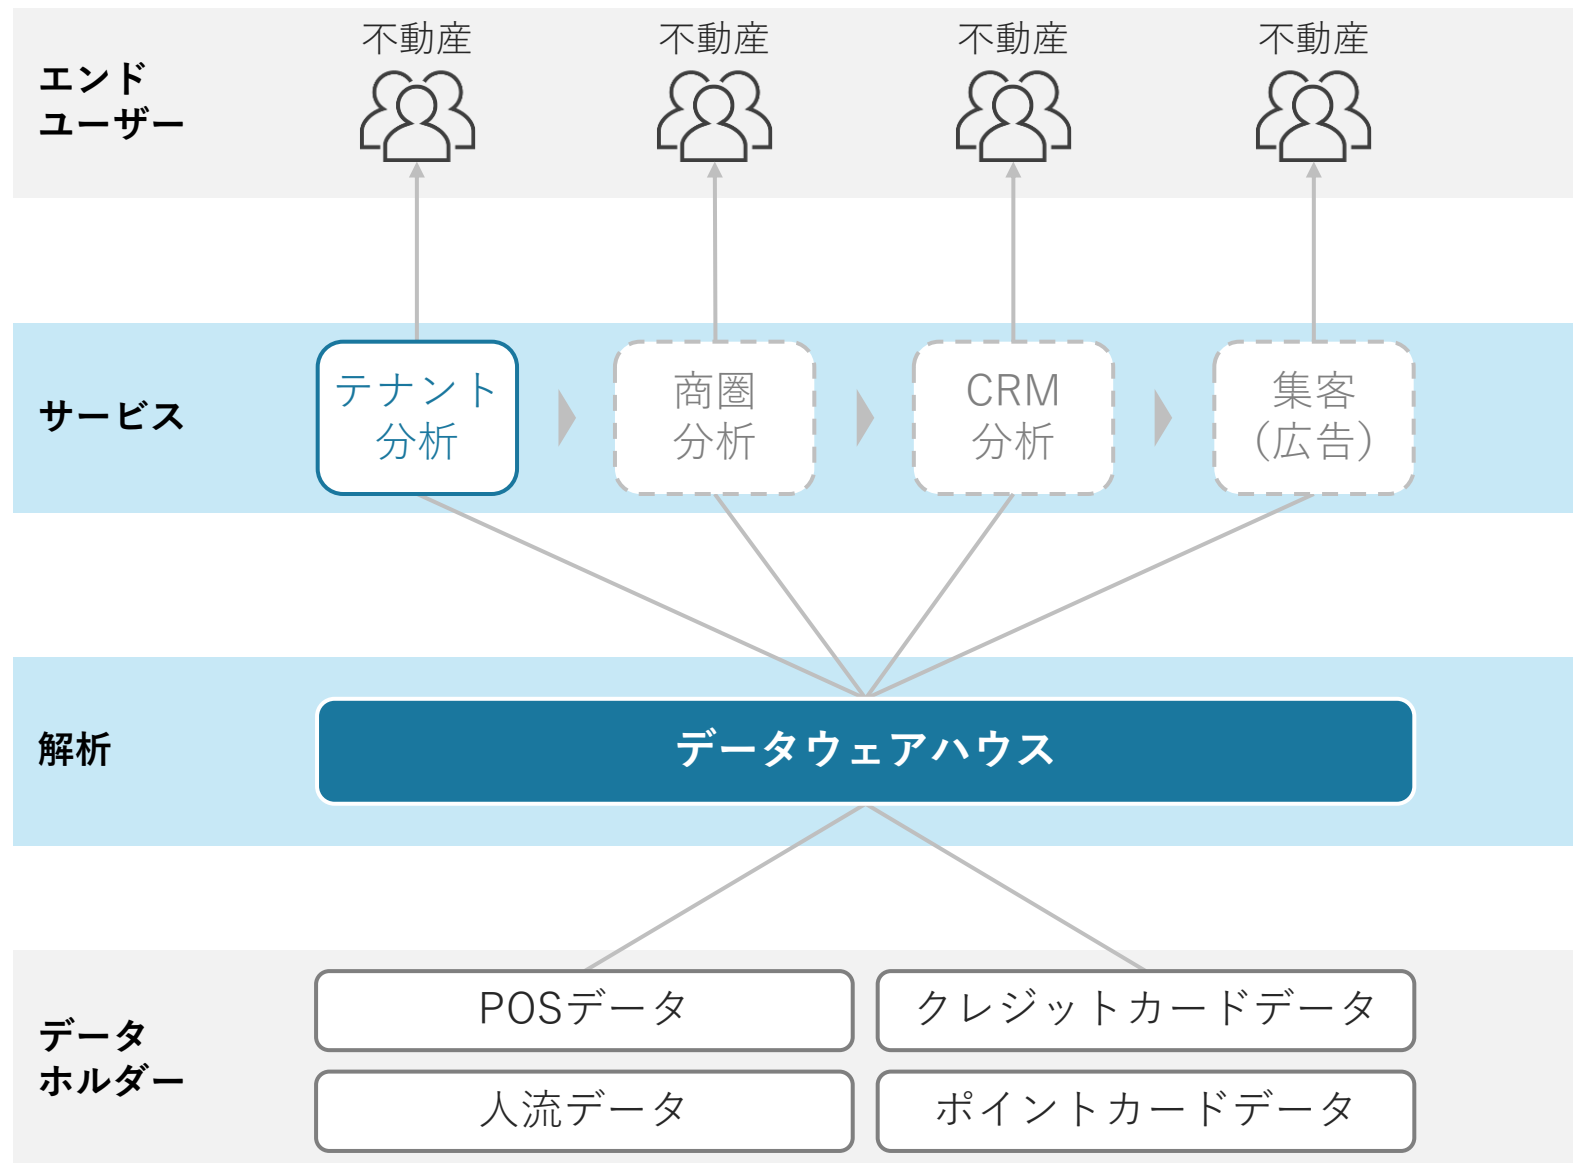 不動産
不動産
不動産
不動産
エンド
ユーザー
サービス
テナント
分析
商圏
分析
CRM
分析
集客
（広告）
解析
データウェアハウス
データ
ホルダー
POSデータ
クレジットカードデータ
人流データ
ポイントカードデータ